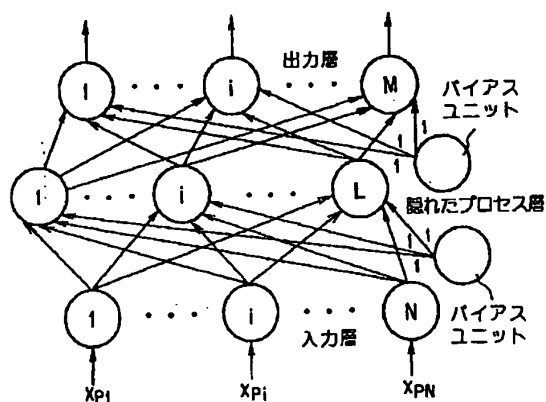 出力層
1 . . . . i . . . . M
バイアス
ユニット
1 1
1
1 . . . . i . . . . L
隠れたプロセス層
1 1
1
1 . . . . i . . . . N
入力層
バイアス
ユニット
XP1 XPi XPN